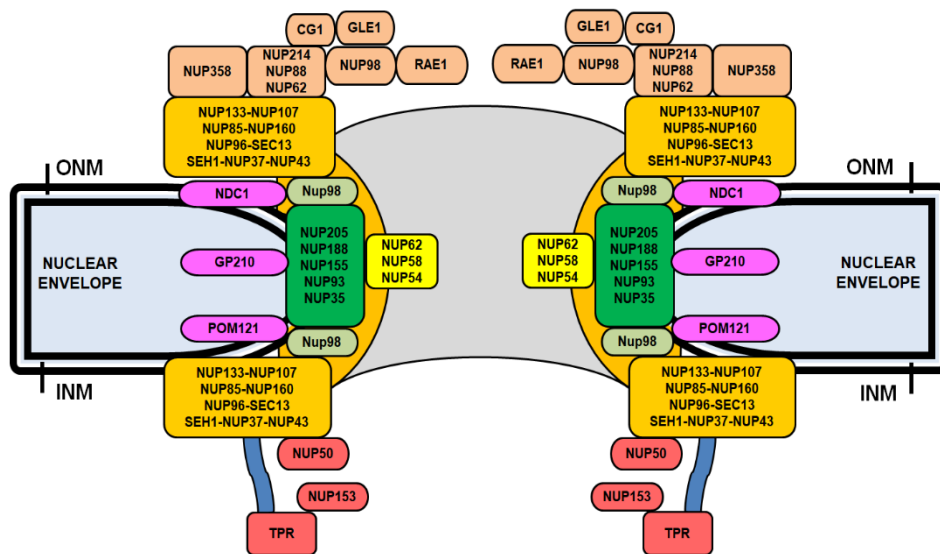 CG1 GLE1
GLE1 CG1
NUP358
NUP214
NUP88
NUP62
NUP98
RAE1
RAE1
NUP98
NUP214
NUP88
NUP62
NUP358
NUP133-NUP107
NUP85-NUP160
NUP96-SEC13
SEH1-NUP37-NUP43
NUP133-NUP107
NUP85-NUP160
NUP96-SEC13
SEH1-NUP37-NUP43
ONM
NDC1
Nup98
Nup98
NDC1
ONM
NUCLEAR
ENVELOPE
GP210
NUP205
NUP188
NUP155
NUP93
NUP35
NUP62
NUP58
NUP54
NUP62
NUP58
NUP54
NUP205
NUP188
NUP155
NUP93
NUP35
GP210
NUCLEAR
ENVELOPE
POM121
Nup98
Nup98
POM121
INM
INM
NUP133-NUP107
NUP85-NUP160
NUP96-SEC13
SEH1-NUP37-NUP43
NUP133-NUP107
NUP85-NUP160
NUP96-SEC13
SEH1-NUP37-NUP43
NUP50
NUP50
NUP153
NUP153
TPR
TPR